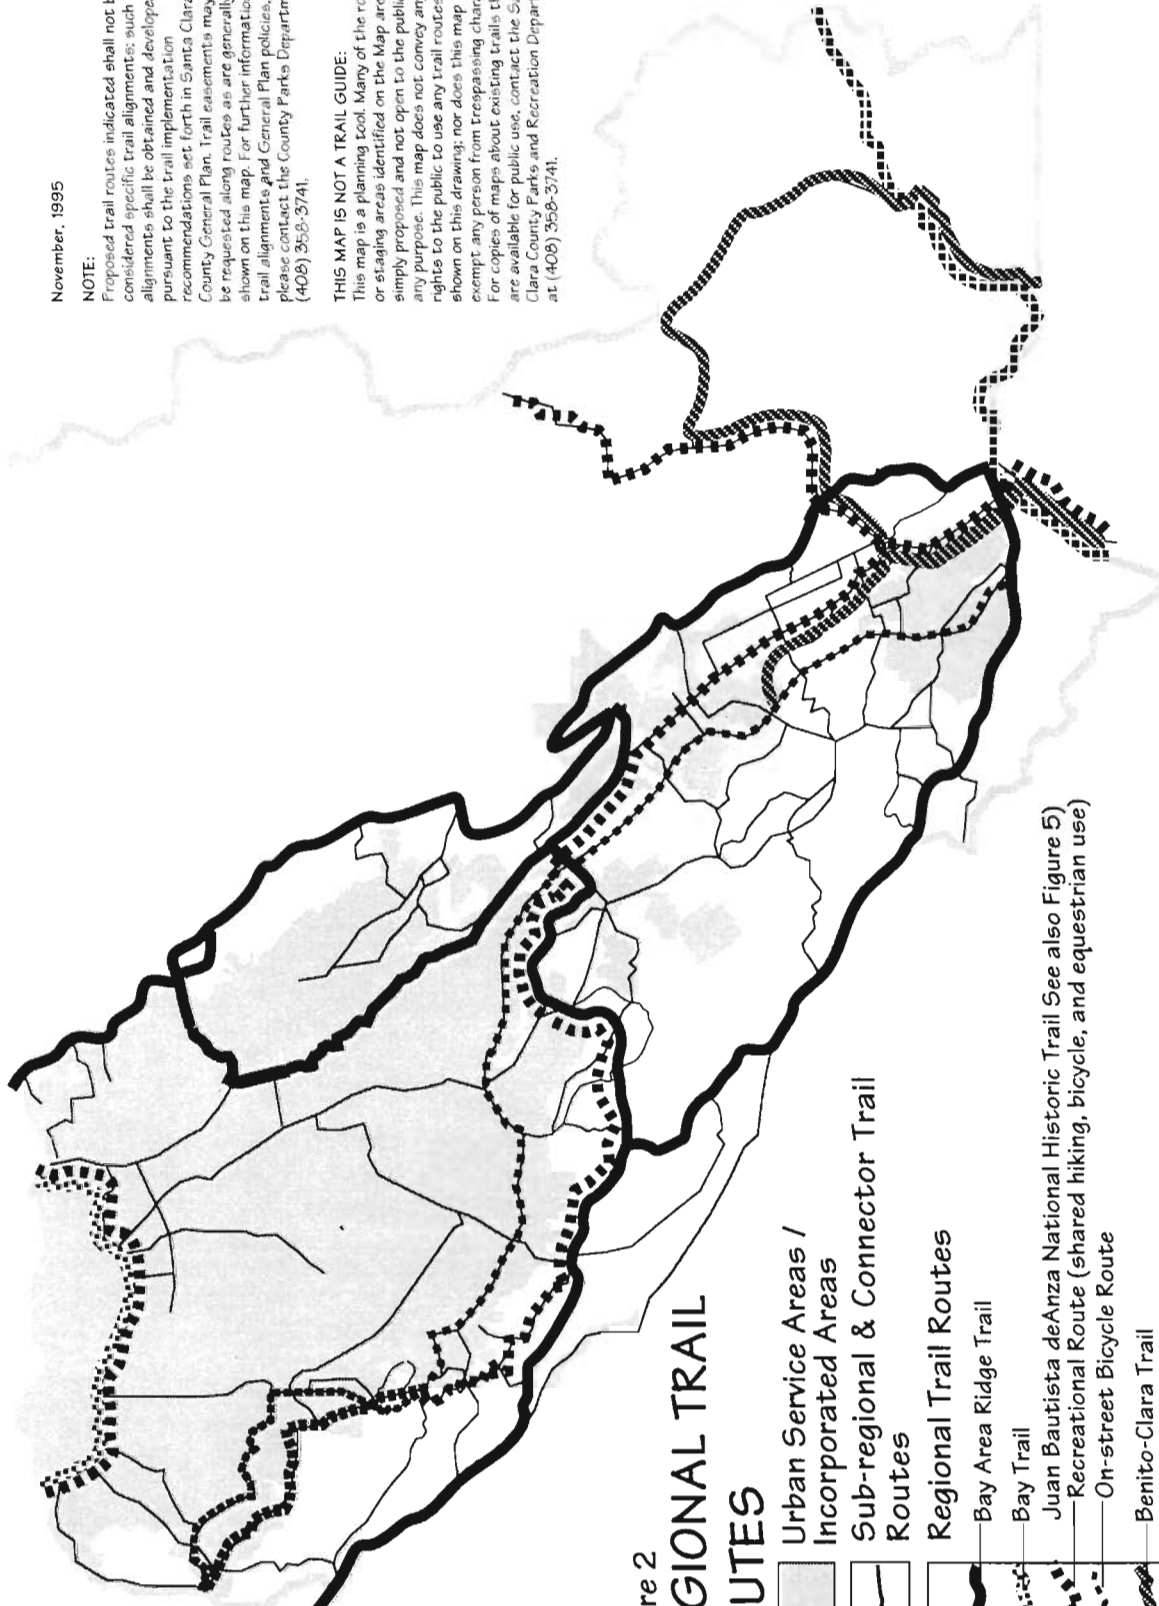 November, 1995
NOTE:
Proposed trail routes indicated shall not b
considered specific trail alignments; such
alignments shall be obtained and develope
pursuant to the trail implementation
recommendations set forth in Santa Clara
County General Plan. Trail easements may
be requested along routes as are generally
shown on this map. For further informatio
trail alignments and General Plan policies,
please contact the County Parks Departm
(408) 358-3741.
THIS MAP IS NOT A TRAIL GUIDE:
This map is a planning tool. Many of the ro
or staging areas identified on the Map are
simply proposed and not open to the publi
any purpose. This map does not convey any
rights to the public to use any trail routes
shown on this drawing; nor does this map
exempt any person from trespassing char
For copies of maps about existing trails th
are available for public use, contact the Sa
Clara County Parks and Recreation Depar
at (408) 358-3741.
re 2
GIONAL TRAIL
UTES
Urban Service Areas /
Incorporated Areas
Sub-regional & Connector Trail
Routes
Regional Trail Routes
Bay Area Ridge Trail
Bay Trail
Juan Bautista deAnza National Historic Trail See also Figure 5)
Recreational Route (shared hiking, bicycle, and equestrian use)
On-street Bicycle Route
Benito-Clara Trail